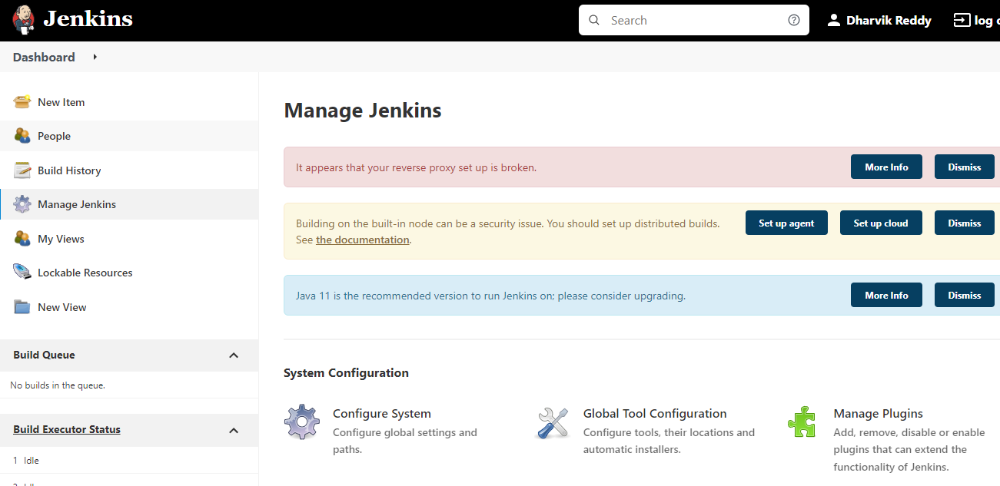 Jenkins
Search
Dharvik Reddy
log
Dashboard
New Item
People
Build History
Manage Jenkins
My Views
Lockable Resources
New View
Build Queue
No builds in the queue.
Build Executor Status
1 Idle
Manage Jenkins
It appears that your reverse proxy set up is broken.
More Info
Dismiss
Building on the built-in node can be a security issue. You should set up distributed builds.
See the documentation.
Set up agent
Set up cloud
Dismiss
Java 11 is the recommended version to run Jenkins on; please consider upgrading.
More Info
Dismiss
System Configuration
Configure System
Configure global settings and
paths.
Global Tool Configuration
Configure tools, their locations and
automatic installers.
Manage Plugins
Add, remove, disable or enable
plugins that can extend the
functionality of Jenkins.